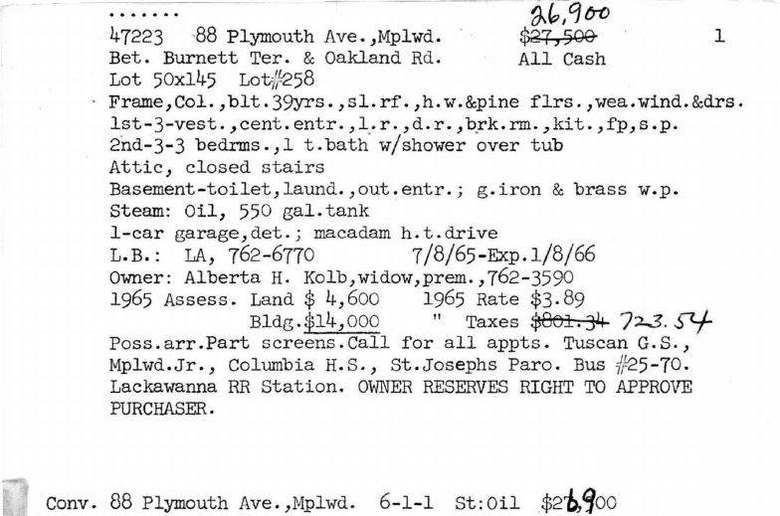 26,900
47223 88 Plymouth Ave.,Mplwd. $27,500 1
Bet. Burnett Ter. & Oakland Rd. All Cash
Lot 50x145 Lot#258
Frame,Col.,blt.39yrs.,sl.rf.,h.w.&pine flrs.,wea.wind.&drs.
1st-3-vest.,cent.entr.,l.r.,d.r.,brk.rm.,kit.,fp,s.p.
2nd-3-3 bedrms.,1 t.bath w/shower over tub
Attic, closed stairs
Basement-toilet,laund.,out.entr.; g.iron & brass w.p.
Steam: Oil, 550 gal.tank
1-car garage,det.; macadam h.t.drive
L.B.: LA, 762-6770 7/8/65-Exp.1/8/66
Owner: Alberta H. Kolb,widow,prem.,762-3590
1965 Assess. Land $ 4,600 1965 Rate $3.89
Bldg.$14,000 " Taxes $801.34 723.54
Poss.arr.Part screens.Call for all appts. Tuscan G.S.,
Mplwd.Jr., Columbia H.S., St.Josephs Paro. Bus #25-70.
Lackawanna RR Station. OWNER RESERVES RIGHT TO APPROVE
PURCHASER.
Conv. 88 Plymouth Ave.,Mplwd. 6-1-1 St:Oil $26,900